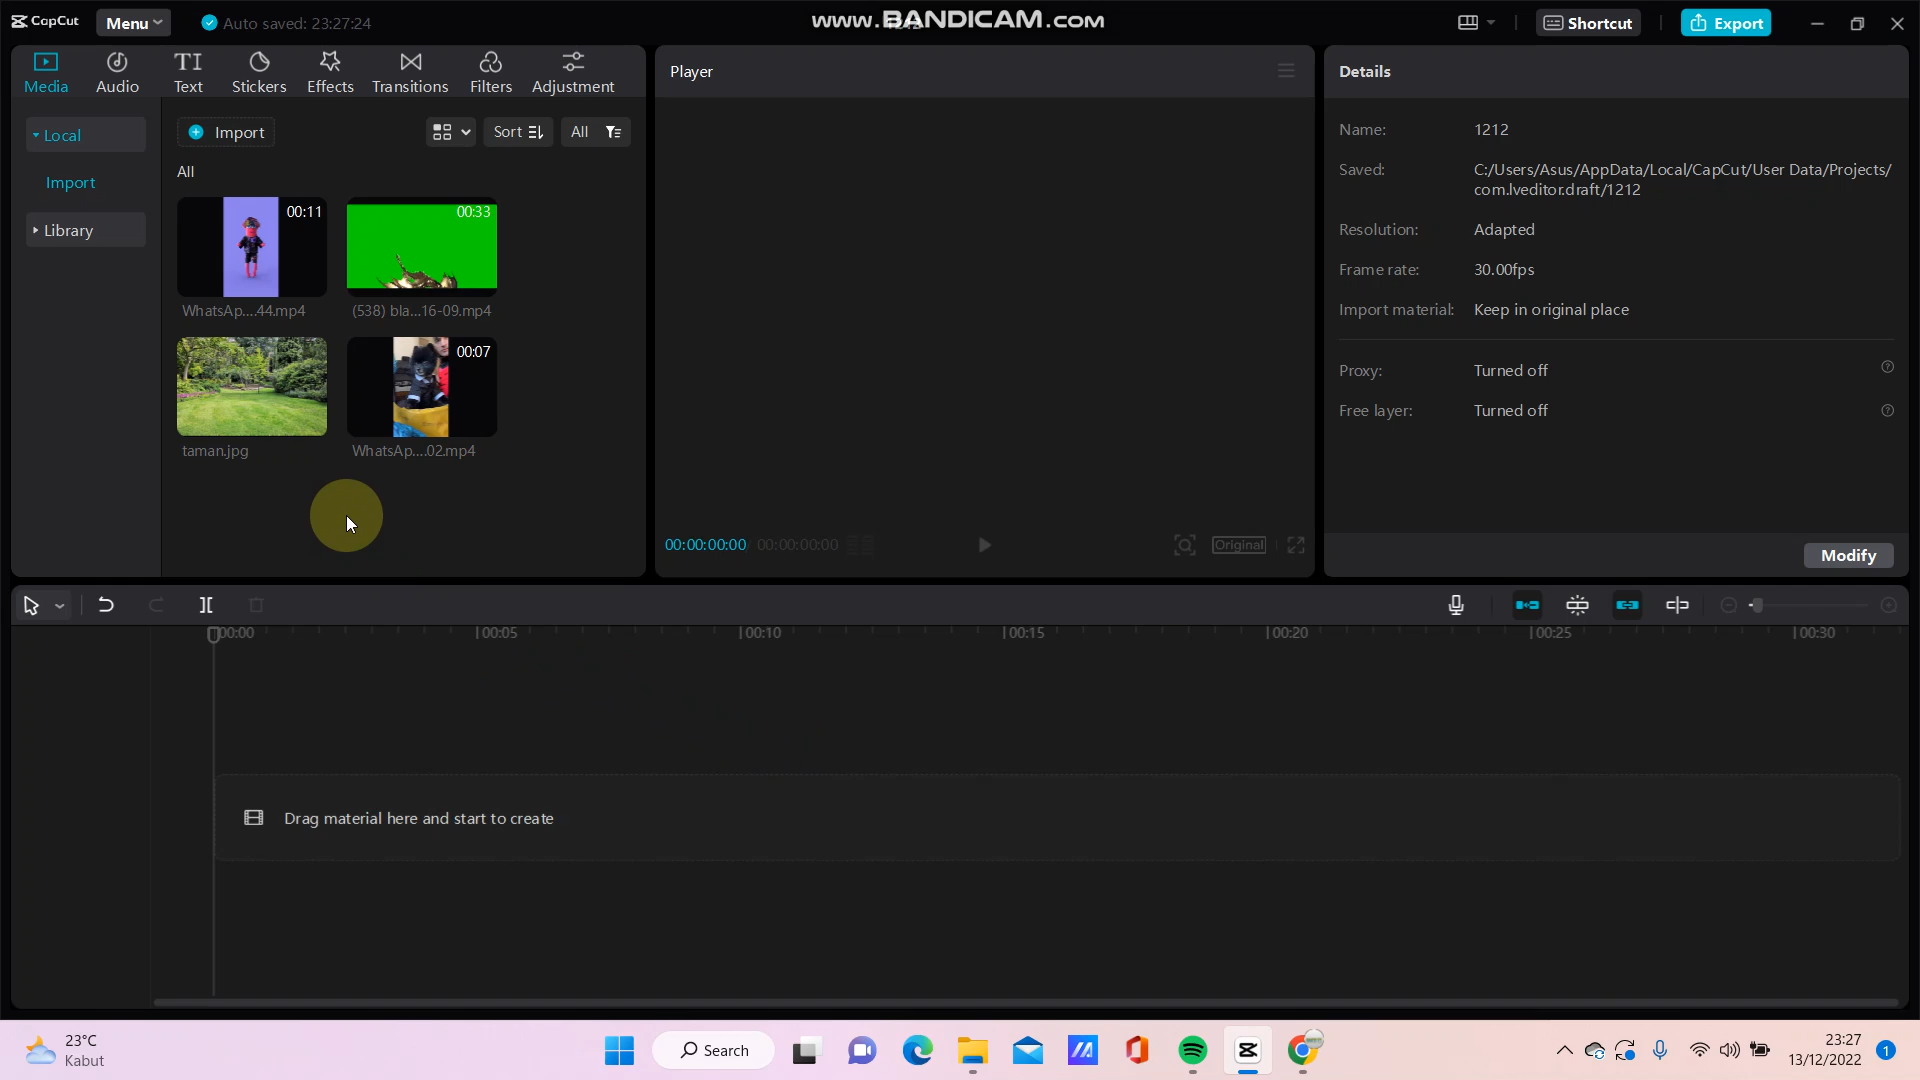 CapCut
Menu
Auto saved: 23:27:24
www.BANDICAM.com
Shortcut
Export
Media
Audio
TI
Text
Stickers
Effects
Transitions
Filters
Adjustment
Player
Details
Local
Import
Library
Import
Sort
All
All
00:11
00:33
WhatsAp....44.mp4
(538) bla...16-09.mp4
00:07
taman.jpg
WhatsAp....02.mp4
00:00:00:00
00:00:00:00
Original
Name: 1212
Saved: C:/Users/Asus/AppData/Local/CapCut/User Data/Projects/
com.lveditor.draft/1212
Resolution: Adapted
Frame rate: 30.00fps
Import material: Keep in original place
Proxy: Turned off
Free layer: Turned off
Modify
00:00
00:05
00:10
00:15
00:20
00:25
00:30
Drag material here and start to create
23°C
Kabut
Search
23:27
13/12/2022
1